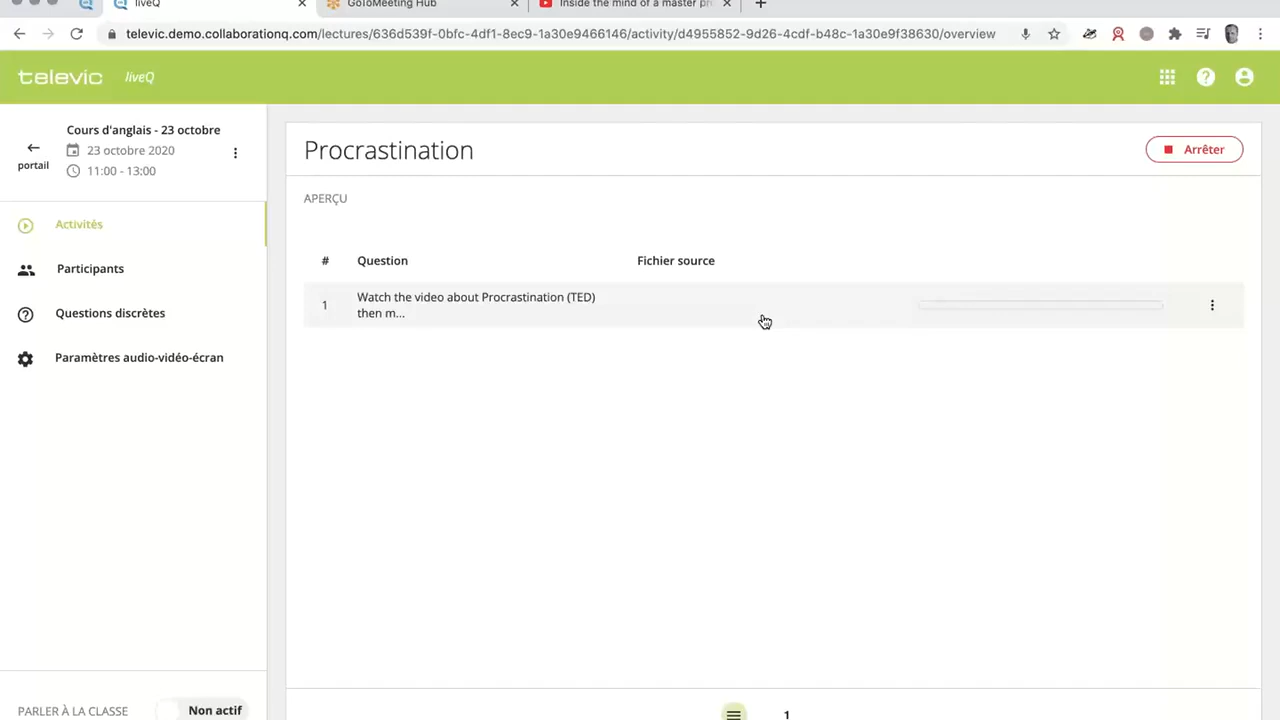 liveQ
GoToMeeting Hub
Inside the mind of a master pr
televic.demo.collaborationq.com/lectures/636d539f-0bfc-4df1-8ec9-1a30e9466146/activity/d4955852-9d26-4cdf-b48c-1a30e9f38630/overview
televic liveQ
portail
Cours d'anglais - 23 octobre
23 octobre 2020
11:00 - 13:00
Activités
Participants
Questions discrètes
Paramètres audio-vidéo-écran
PARLER À LA CLASSE Non actif
Procrastination
Arrêter
APERÇU
# Question Fichier source
1 Watch the video about Procrastination (TED)
then m...
1